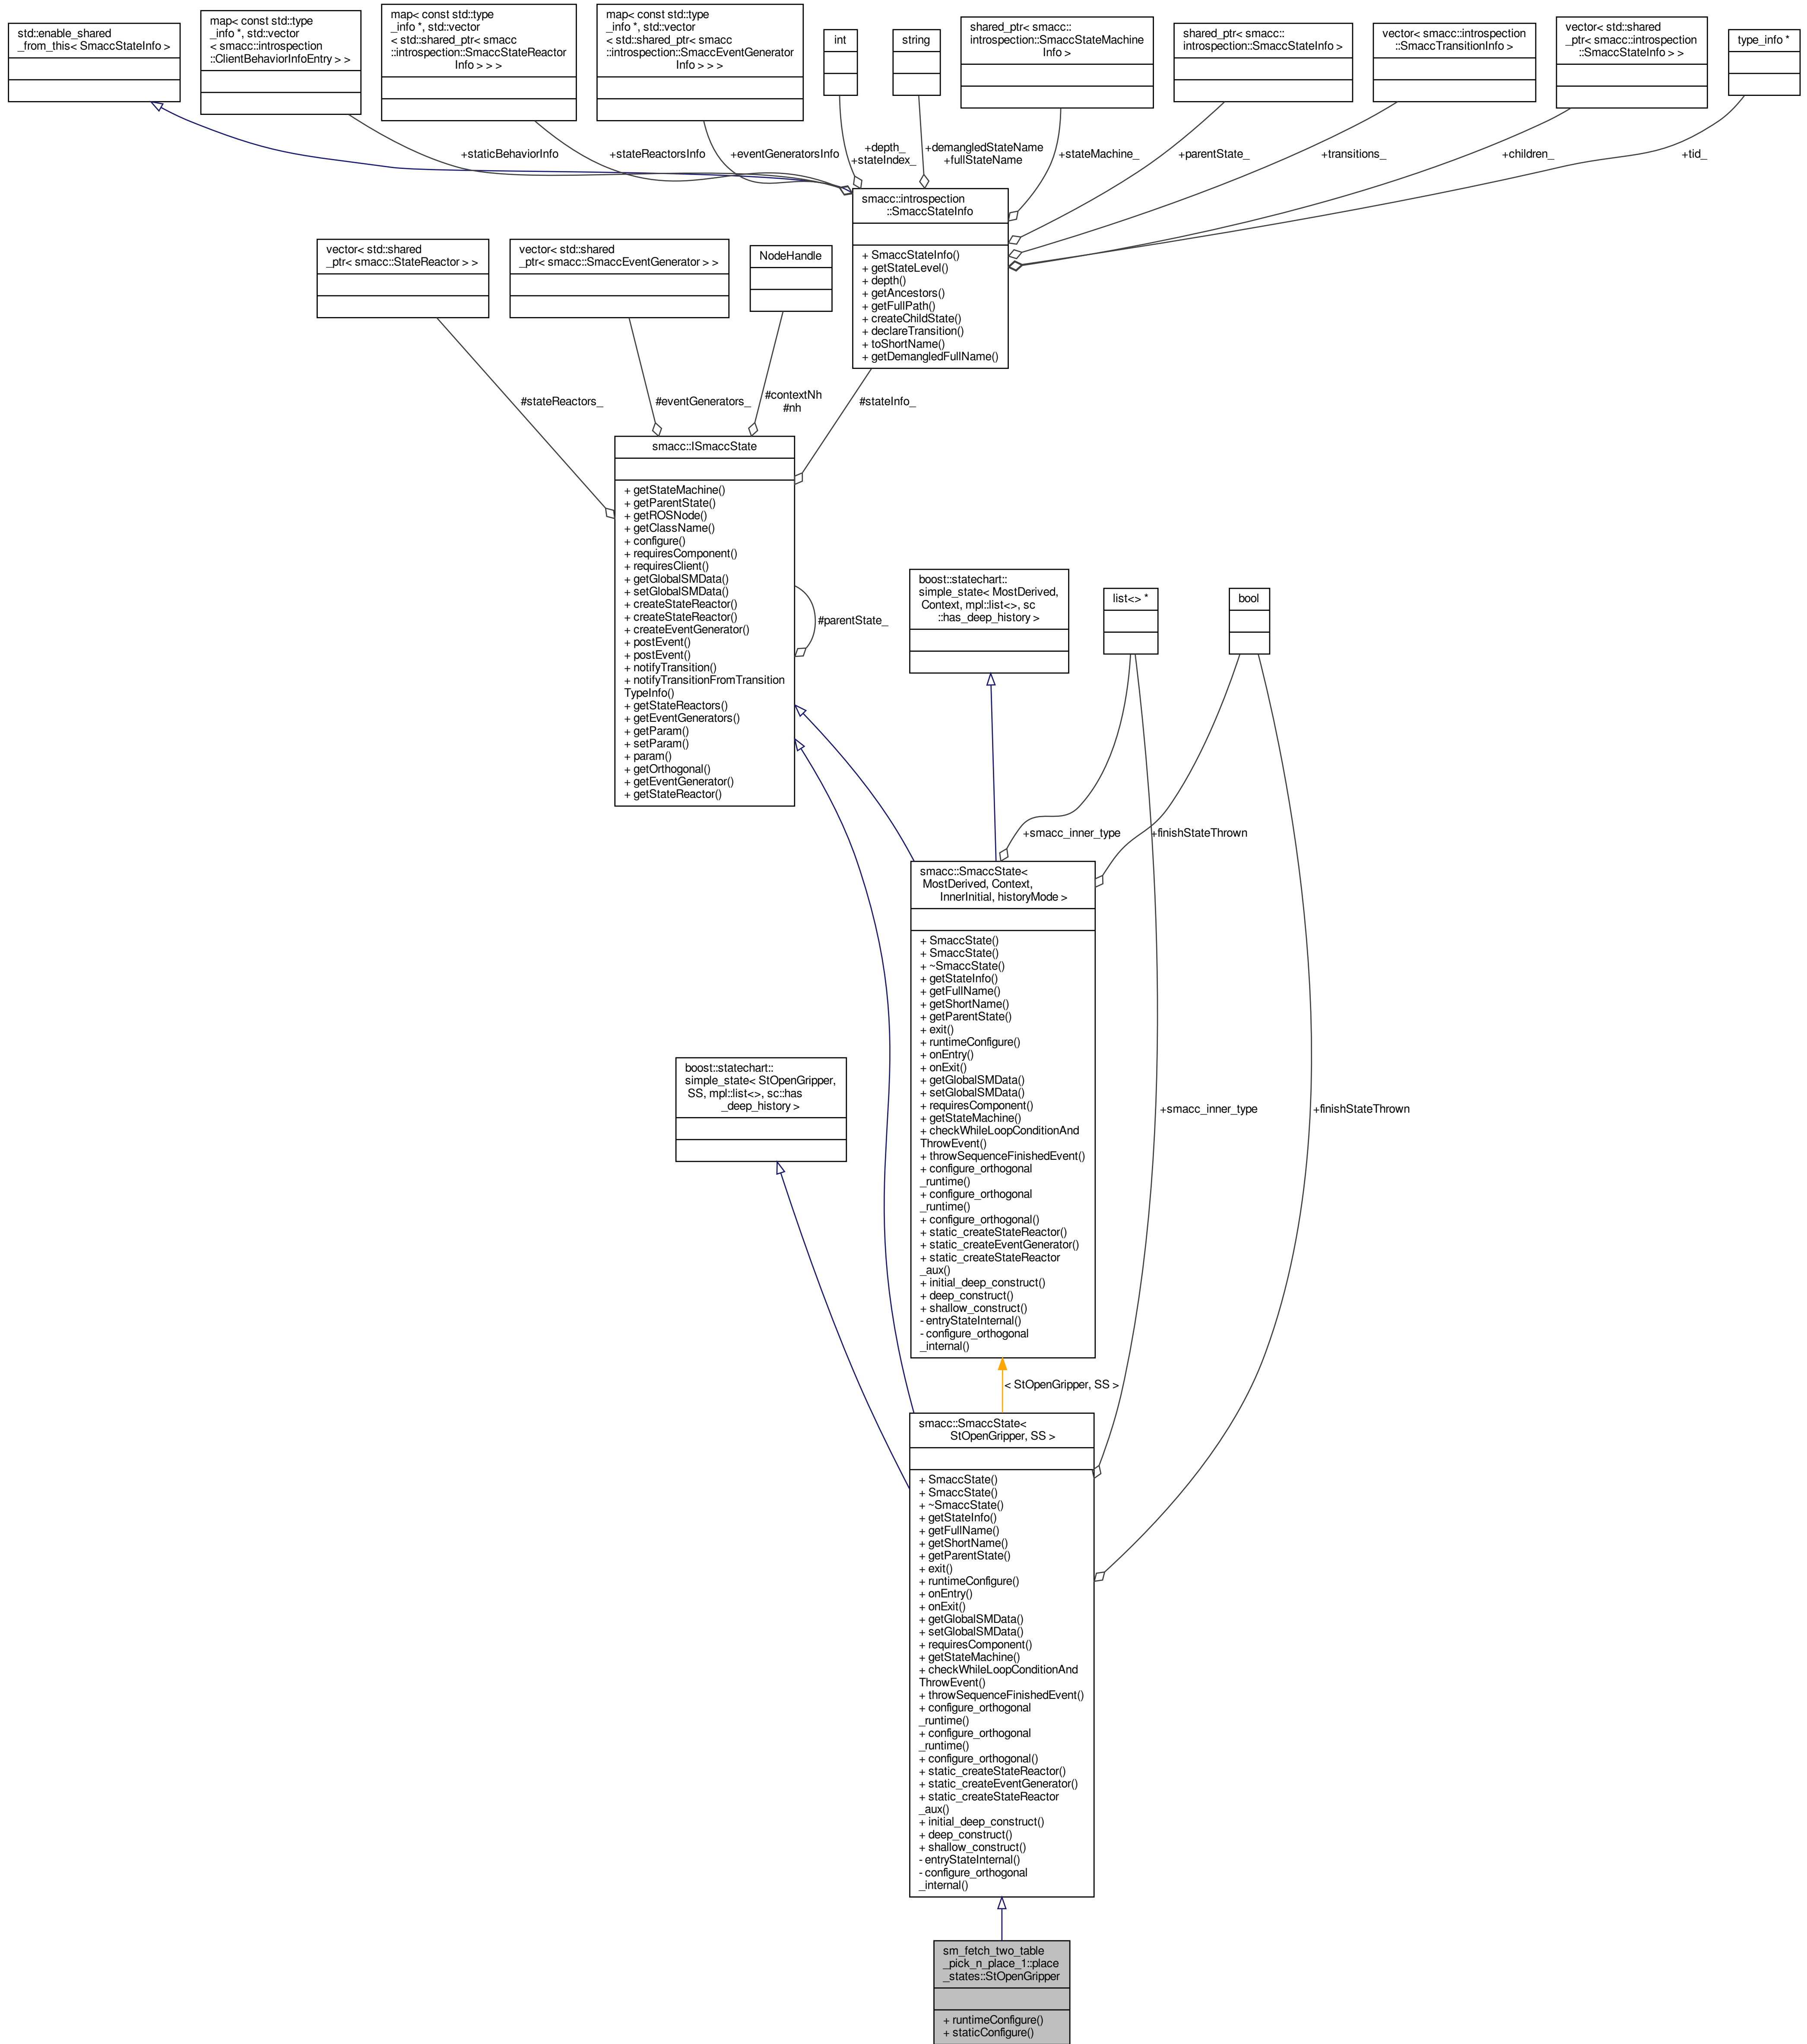 std::enable_shared
_from_this< SmaccStateInfo >
map< const std::type
_info *, std::vector
< smacc::introspection
::ClientBehaviorInfoEntry > >
map< const std::type
_info *, std::vector
< std::shared_ptr< smacc
::introspection::SmaccStateReactor
Info > > >
map< const std::type
_info *, std::vector
< std::shared_ptr< smacc
::introspection::SmaccEventGenerator
Info > > >
int
string
shared_ptr< smacc::
introspection::SmaccStateMachine
Info >
shared_ptr< smacc::
introspection::SmaccStateInfo >
vector< smacc::introspection
::SmaccTransitionInfo >
vector< std::shared
_ptr< smacc::introspection
::SmaccStateInfo > >
type_info *
+staticBehaviorInfo
+stateReactorsInfo
+eventGeneratorsInfo
+depth_
+stateIndex_
+demangledStateName
+fullStateName
+stateMachine_
+parentState_
+transitions_
+children_
+tid_
smacc::introspection
::SmaccStateInfo
+ SmaccStateInfo()
+ getStateLevel()
+ depth()
+ getAncestors()
+ getFullPath()
+ createChildState()
+ declareTransition()
+ toShortName()
+ getDemangledFullName()
vector< std::shared
_ptr< smacc::StateReactor > >
vector< std::shared
_ptr< smacc::SmaccEventGenerator > >
NodeHandle
#stateReactors_
#eventGenerators_
#contextNh
#nh
#stateInfo_
smacc::ISmaccState
+ getStateMachine()
+ getParentState()
+ getROSNode()
+ getClassName()
+ configure()
+ requiresComponent()
+ requiresClient()
+ getGlobalSMData()
+ setGlobalSMData()
+ createStateReactor()
+ createStateReactor()
+ createEventGenerator()
+ postEvent()
+ postEvent()
+ notifyTransition()
+ notifyTransitionFromTransition
TypeInfo()
+ getStateReactors()
+ getEventGenerators()
+ getParam()
+ setParam()
+ param()
+ getOrthogonal()
+ getEventGenerator()
+ getStateReactor()
#parentState_
boost::statechart::
simple_state< MostDerived,
Context, mpl::list<>, sc
::has_deep_history >
list<> *
bool
+smacc_inner_type
+finishStateThrown
smacc::SmaccState<
MostDerived, Context,
InnerInitial, historyMode >
+ SmaccState()
+ SmaccState()
+ ~SmaccState()
+ getStateInfo()
+ getFullName()
+ getShortName()
+ getParentState()
+ exit()
+ runtimeConfigure()
+ onEntry()
+ onExit()
+ getGlobalSMData()
+ setGlobalSMData()
+ requiresComponent()
+ getStateMachine()
+ checkWhileLoopConditionAnd
ThrowEvent()
+ throwSequenceFinishedEvent()
+ configure_orthogonal
_runtime()
+ configure_orthogonal
_runtime()
+ configure_orthogonal()
+ static_createStateReactor()
+ static_createEventGenerator()
+ static_createStateReactor
_aux()
+ initial_deep_construct()
+ deep_construct()
+ shallow_construct()
- entryStateInternal()
- configure_orthogonal
_internal()
boost::statechart::
simple_state< StOpenGripper,
SS, mpl::list<>, sc::has
_deep_history >
+smacc_inner_type
+finishStateThrown
< StOpenGripper, SS >
smacc::SmaccState<
StOpenGripper, SS >
+ SmaccState()
+ SmaccState()
+ ~SmaccState()
+ getStateInfo()
+ getFullName()
+ getShortName()
+ getParentState()
+ exit()
+ runtimeConfigure()
+ onEntry()
+ onExit()
+ getGlobalSMData()
+ setGlobalSMData()
+ requiresComponent()
+ getStateMachine()
+ checkWhileLoopConditionAnd
ThrowEvent()
+ throwSequenceFinishedEvent()
+ configure_orthogonal
_runtime()
+ configure_orthogonal
_runtime()
+ configure_orthogonal()
+ static_createStateReactor()
+ static_createEventGenerator()
+ static_createStateReactor
_aux()
+ initial_deep_construct()
+ deep_construct()
+ shallow_construct()
- entryStateInternal()
- configure_orthogonal
_internal()
sm_fetch_two_table
_pick_n_place_1::place
_states::StOpenGripper
+ runtimeConfigure()
+ staticConfigure()